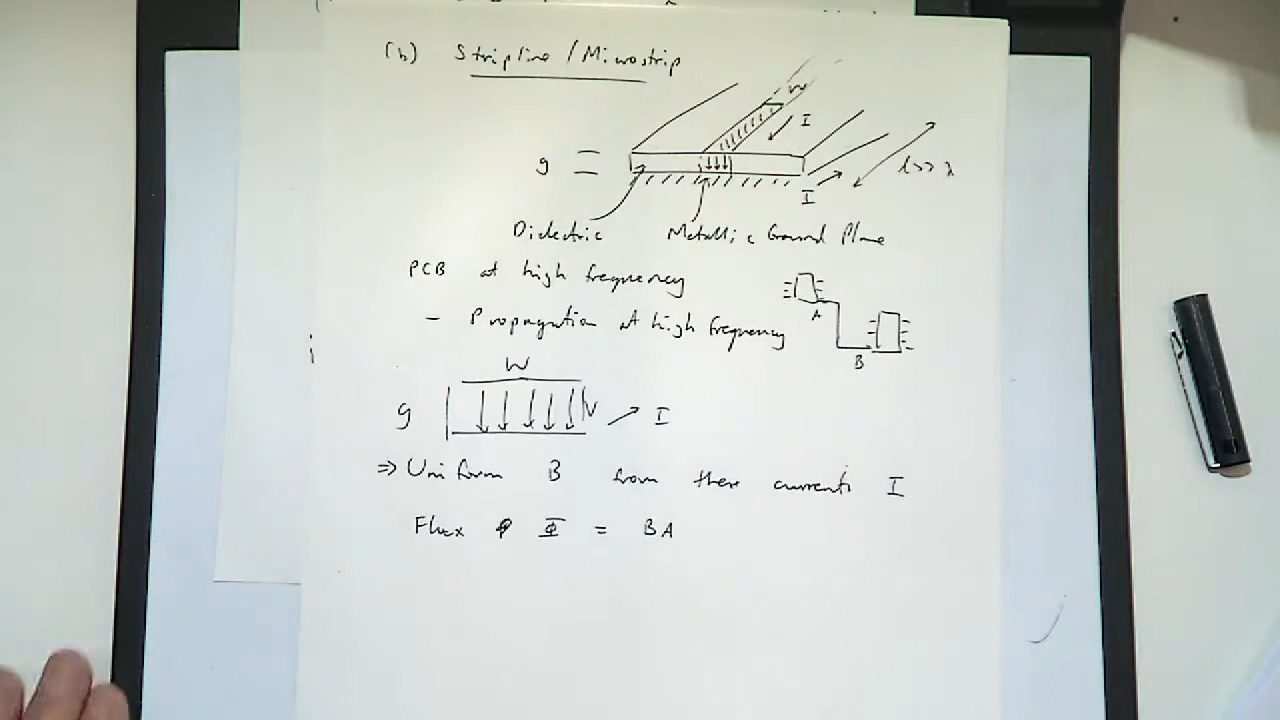 (b) Stripline / Microstrip
W
I
g
l >> λ
I
Dielectric Metallic Ground Plane
PCB at high frequency
- Propagation at high frequency
A
B
W
g V I
⇒ Uniform B from these currents I
Flux Φ = BA